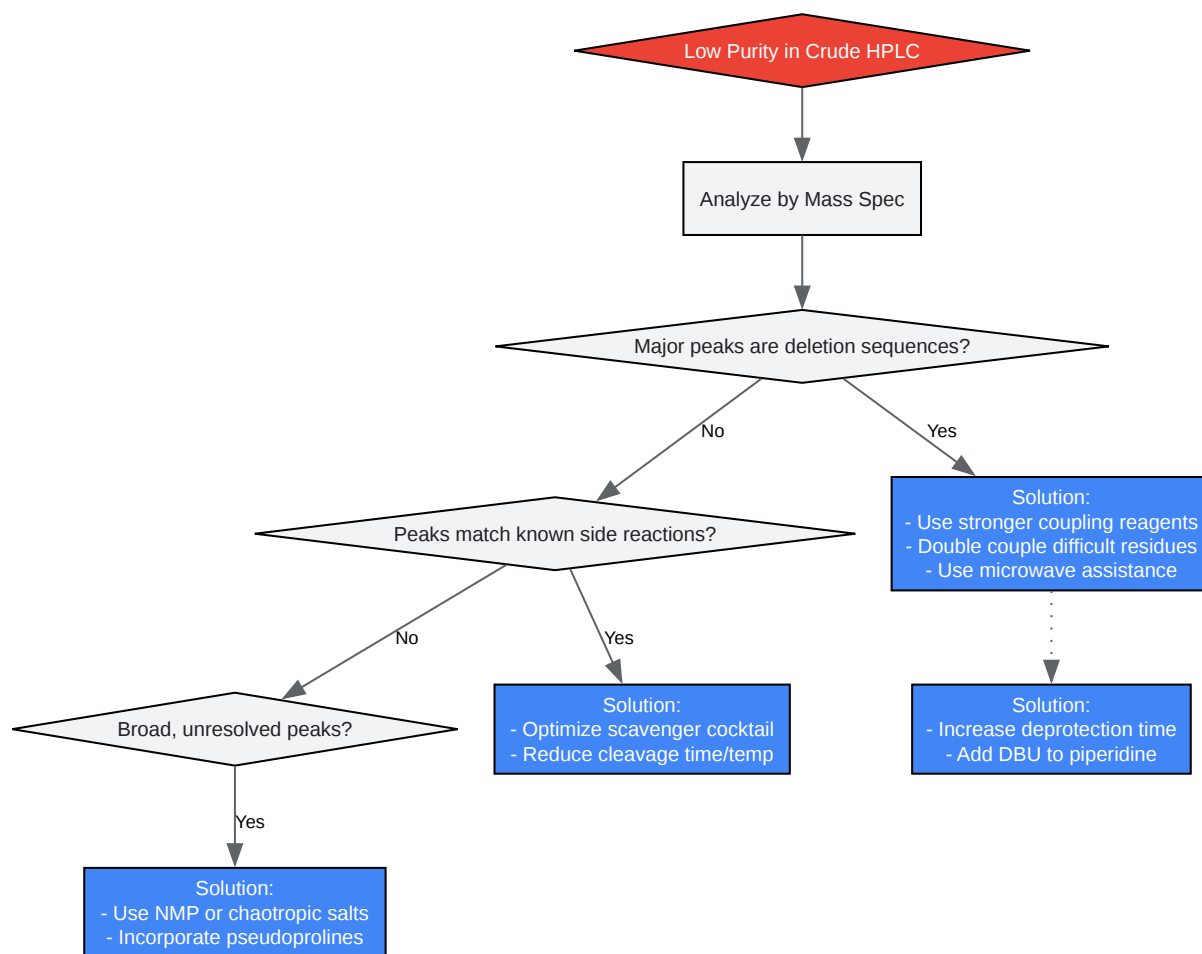 Low Purity in Crude HPLC
Analyze by Mass Spec
Major peaks are deletion sequences?
No
Yes
Solution:
- Use stronger coupling reagents
- Double couple difficult residues
- Use microwave assistance
Peaks match known side reactions?
No
Yes
Solution:
- Increase deprotection time
- Add DBU to piperidine
Solution:
- Optimize scavenger cocktail
- Reduce cleavage time/temp
Broad, unresolved peaks?
Yes
Solution:
- Use NMP or chaotropic salts
- Incorporate pseudoprolines